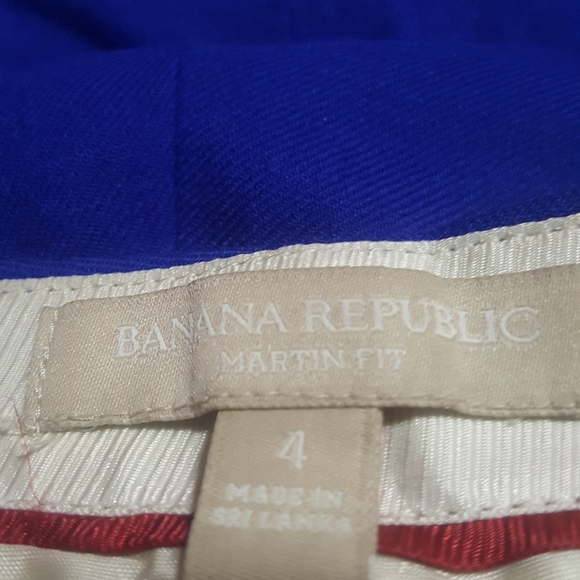 BANANA REPUBLIC
MARTIN FIT
4
MADE IN
SRI LANKA